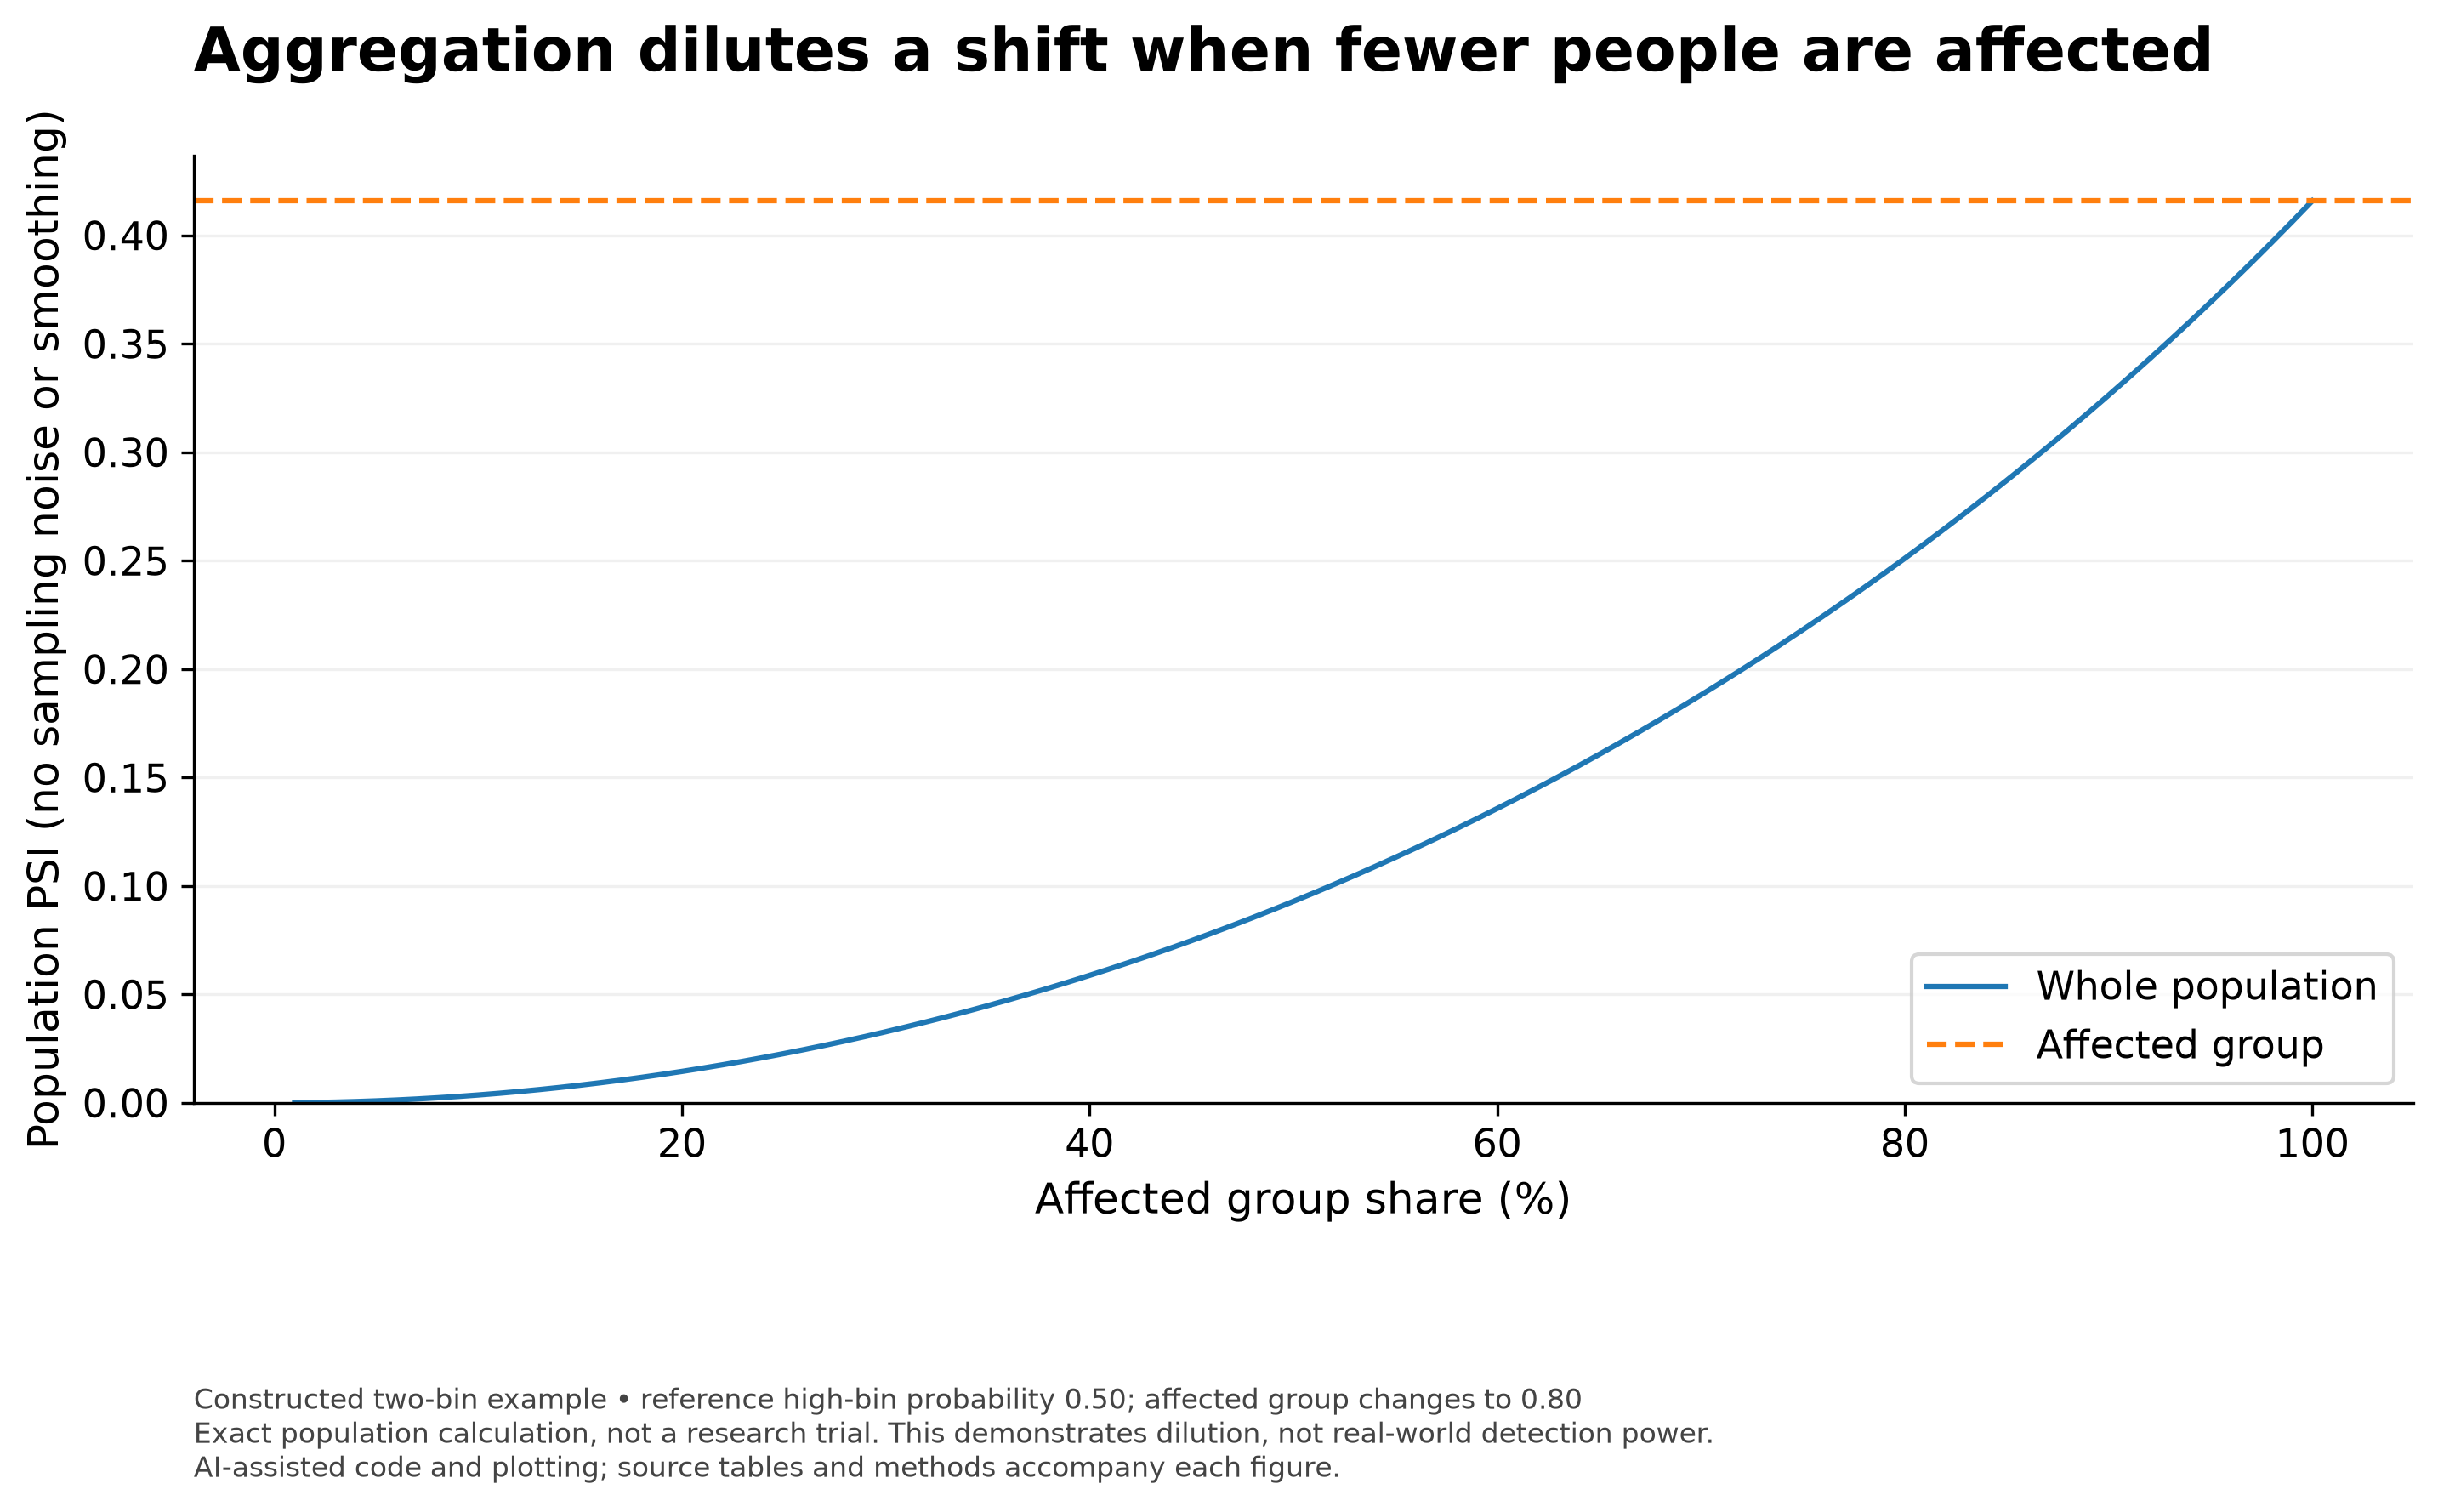 Aggregation dilutes a shift when fewer people are affected
Population PSI (no sampling noise or smoothing)
0.40
0.35
0.30
0.25
0.20
0.15
0.10
0.05
0.00
0 20 40 60 80 100
Affected group share (%)
Whole population
Affected group
Constructed two-bin example • reference high-bin probability 0.50; affected group changes to 0.80
Exact population calculation, not a research trial. This demonstrates dilution, not real-world detection power.
AI-assisted code and plotting; source tables and methods accompany each figure.